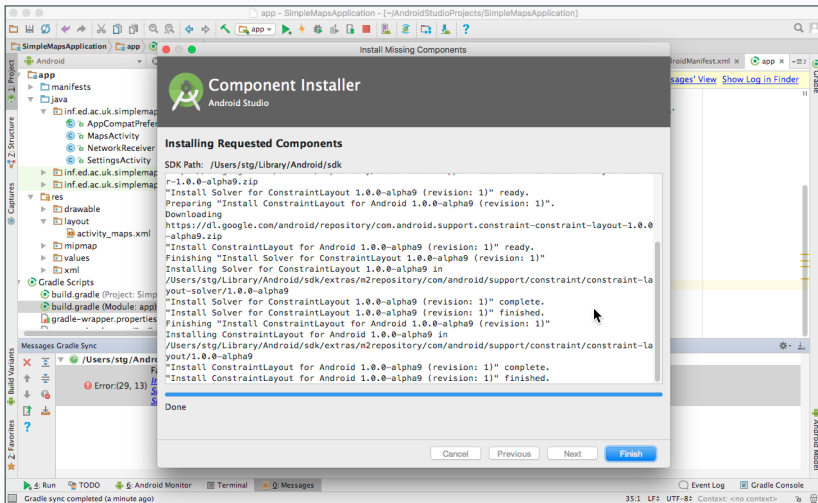 app - SimpleMapsApplication - [~/AndroidStudioProjects/SimpleMapsApplication]
app
SimpleMapsApplication
app
Install Missing Components
Android
droidManifest.xml
app
2
1: Project
Z: Structure
Captures
Build Variants
2: Favorites
Gradle
Android Model
app
manifests
java
inf.ed.ac.uk.simplemap
AppCompatPrefer
MapsActivity
NetworkReceiver
SettingsActivity
inf.ed.ac.uk.simplemap
inf.ed.ac.uk.simplemap
res
drawable
layout
activity_maps.xml
mipmap
values
xml
Gradle Scripts
build.gradle (Project: Simp
build.gradle (Module: app)
gradle-wrapper.properties
sages' View Show Log in Finder
Component Installer
Android Studio
Installing Requested Components
SDK Path: /Users/stg/Library/Android/sdk
r-1.0.0-alpha9.zip
"Install Solver for ConstraintLayout 1.0.0-alpha9 (revision: 1)" ready.
Preparing "Install ConstraintLayout for Android 1.0.0-alpha9 (revision: 1)".
Downloading
https://dl.google.com/android/repository/com.android.support.constraint-constraint-layout-1.0.0
-alpha9.zip
"Install ConstraintLayout for Android 1.0.0-alpha9 (revision: 1)" ready.
Finishing "Install Solver for ConstraintLayout 1.0.0-alpha9 (revision: 1)"
Installing Solver for ConstraintLayout 1.0.0-alpha9 in
/Users/stg/Library/Android/sdk/extras/m2repository/com/android/support/constraint/constraint-la
yout-solver/1.0.0-alpha9
"Install Solver for ConstraintLayout 1.0.0-alpha9 (revision: 1)" complete.
"Install Solver for ConstraintLayout 1.0.0-alpha9 (revision: 1)" finished.
Finishing "Install ConstraintLayout for Android 1.0.0-alpha9 (revision: 1)"
Installing ConstraintLayout for Android 1.0.0-alpha9 in
/Users/stg/Library/Android/sdk/extras/m2repository/com/android/support/constraint/constraint-la
yout/1.0.0-alpha9
"Install ConstraintLayout for Android 1.0.0-alpha9 (revision: 1)" complete.
"Install ConstraintLayout for Android 1.0.0-alpha9 (revision: 1)" finished.
Done
Cancel
Previous
Next
Finish
Messages Gradle Sync
/Users/stg/Andro
Fa
Error:(29, 13)
4: Run
TODO
6: Android Monitor
Terminal
0: Messages
Event Log
Gradle Console
Gradle sync completed (a minute ago)
35:1 LF÷ UTF-8÷ Context: <no context>